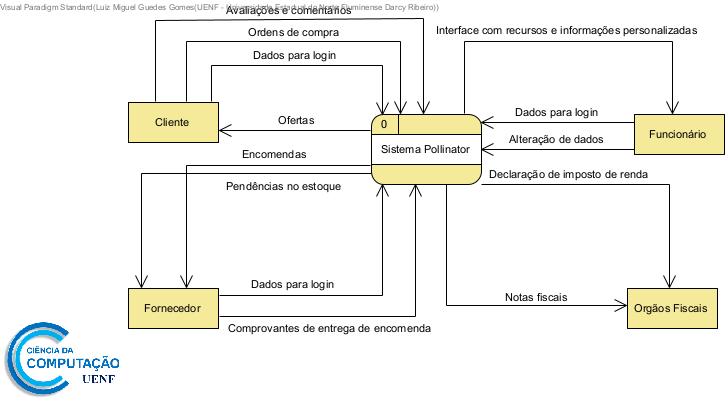 Visual Paradigm Standard(Luiz Miguel Guedes Gomes(UENF - Universidade Estadual do Norte Fluminense Darcy Ribeiro))
Avaliações e comentários
Ordens de compra
Interface com recursos e informações personalizadas
Dados para login
Dados para login
Cliente
Ofertas
0
Funcionário
Alteração de dados
Encomendas
Sistema Pollinator
Pendências no estoque
Declaração de imposto de renda
Dados para login
Notas fiscais
Fornecedor
Orgãos Fiscais
Comprovantes de entrega de encomenda
CIÊNCIA DA
COMPUTAÇÃO
UENF